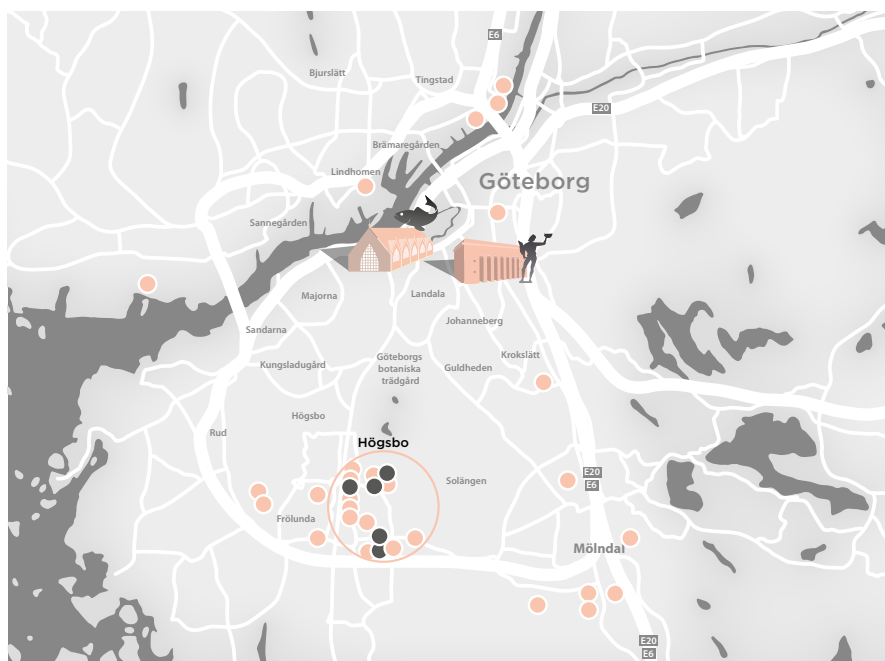 E6
Bjurslätt
Tingstad
E20
Brämaregården
Lindhomen
Göteborg
Sannegården
Majorna
Landala
Johanneberg
Sandarna
Krokslätt
Göteborgs
botaniska
trädgård
Kungsladugård
Guldheden
Högsbo
Rud
Högsbo
Solängen
E20
E6
Frölunda
Mölndal
E20
E6